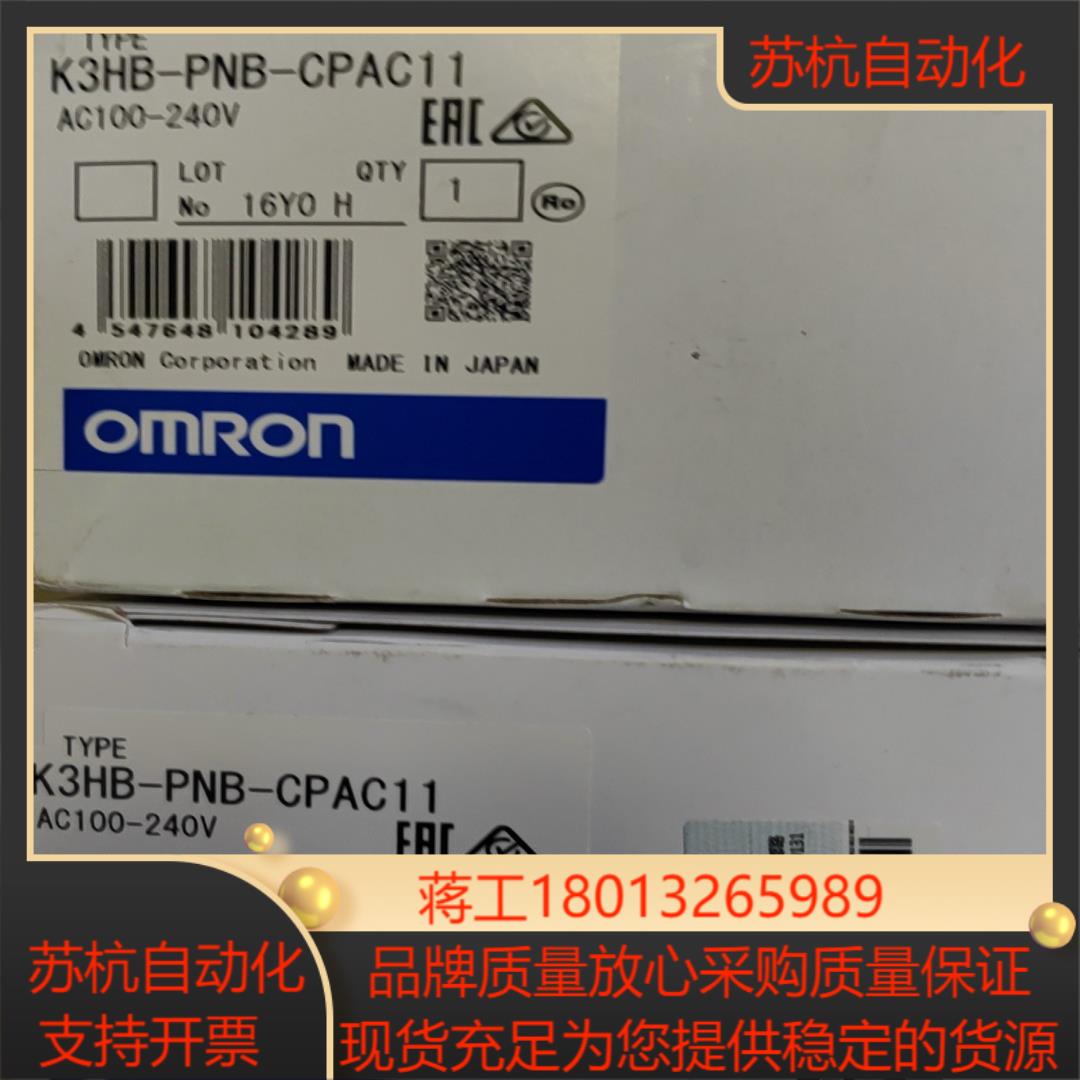 苏杭自动化
TYPE
K3HB-PNB-CPAC11
AC100-240V
EAC
LOT QTY
No 16Y0 H 1
Ro
4 547648 104289
OMRON Corporation MADE IN JAPAN
OMRON
TYPE
K3HB-PNB-CPAC11
AC100-240V
EAC
蒋工18013265989
苏杭自动化
支持开票
品牌质量放心采购质量保证
现货充足为您提供稳定的货源